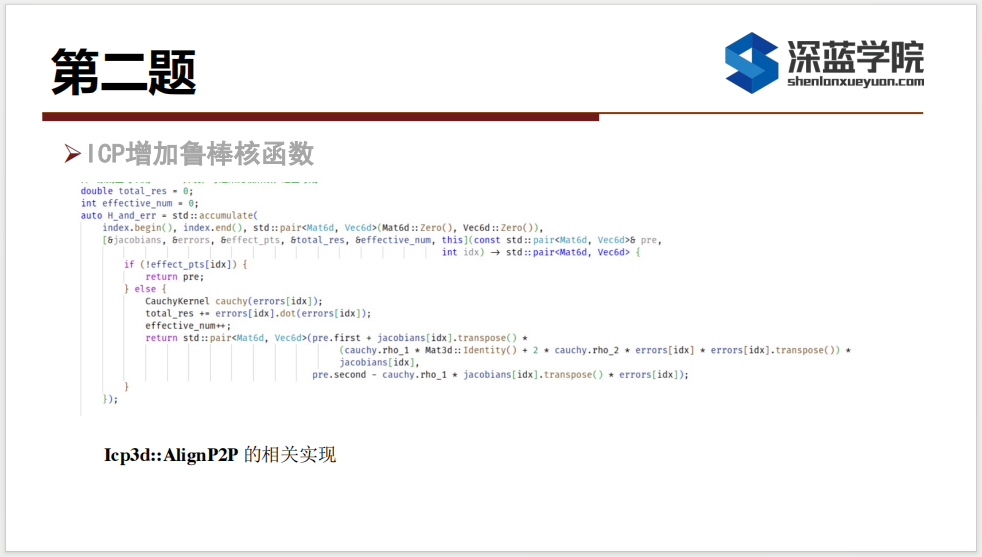 第二题
深蓝学院
shenlanxueyuan.com
ICP增加鲁棒核函数
double total_res = 0;
int effective_num = 0;
auto H_and_err = std::accumulate(
index.begin(), index.end(), std::pair<Mat6d, Vec6d>(Mat6d::Zero(), Vec6d::Zero()),
[&jacobians, &errors, &effect_pts, &total_res, &effective_num, this](const std::pair<Mat6d, Vec6d>& pre,
int idx) → std::pair<Mat6d, Vec6d> {
if (!effect_pts[idx]) {
return pre;
} else {
CauchyKernel cauchy(errors[idx]);
total_res += errors[idx].dot(errors[idx]);
effective_num++;
return std::pair<Mat6d, Vec6d>(pre.first + jacobians[idx].transpose() *
(cauchy.rho_1 * Mat3d::Identity() + 2 * cauchy.rho_2 * errors[idx] * errors[idx].transpose()) *
jacobians[idx],
pre.second - cauchy.rho_1 * jacobians[idx].transpose() * errors[idx]);
}
});
Icp3d::AlignP2P 的相关实现